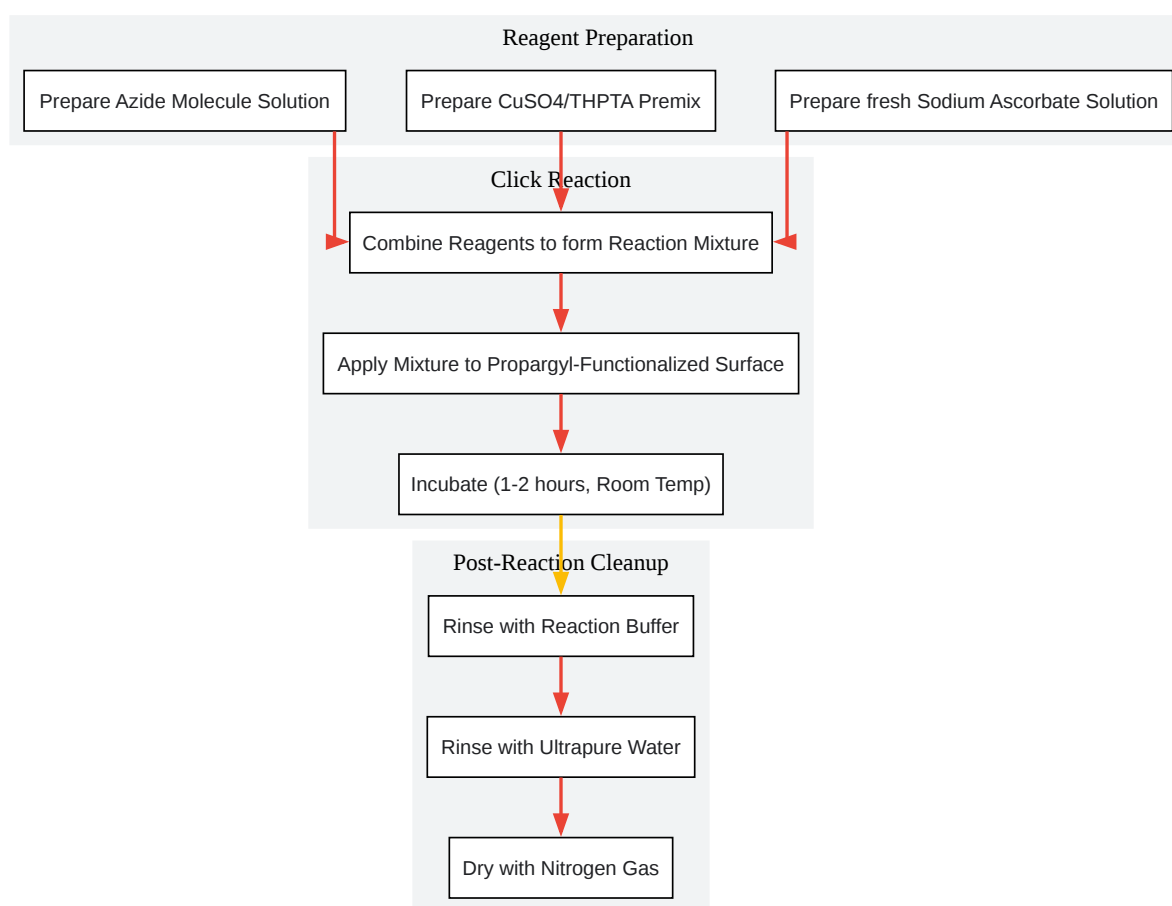 Reagent Preparation
Prepare Azide Molecule Solution
Prepare CuSO4/THPTA Premix
Prepare fresh Sodium Ascorbate Solution
Click Reaction
Combine Reagents to form Reaction Mixture
Apply Mixture to Propargyl-Functionalized Surface
Incubate (1-2 hours, Room Temp)
Post-Reaction Cleanup
Rinse with Reaction Buffer
Rinse with Ultrapure Water
Dry with Nitrogen Gas